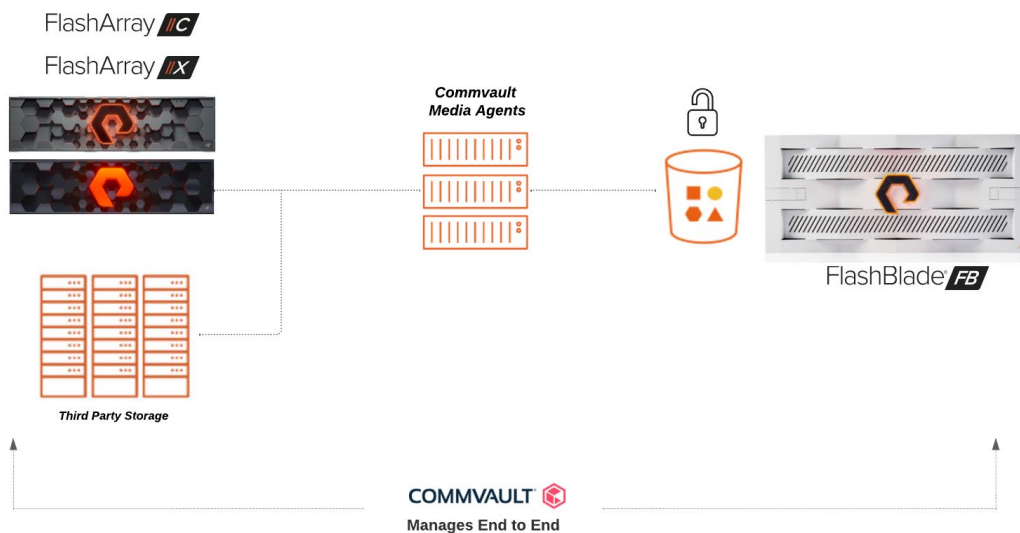 FlashArray //C
FlashArray //X
Commvault
Media Agents
FlashBlade® FB
Third Party Storage
COMMVAULT
Manages End to End